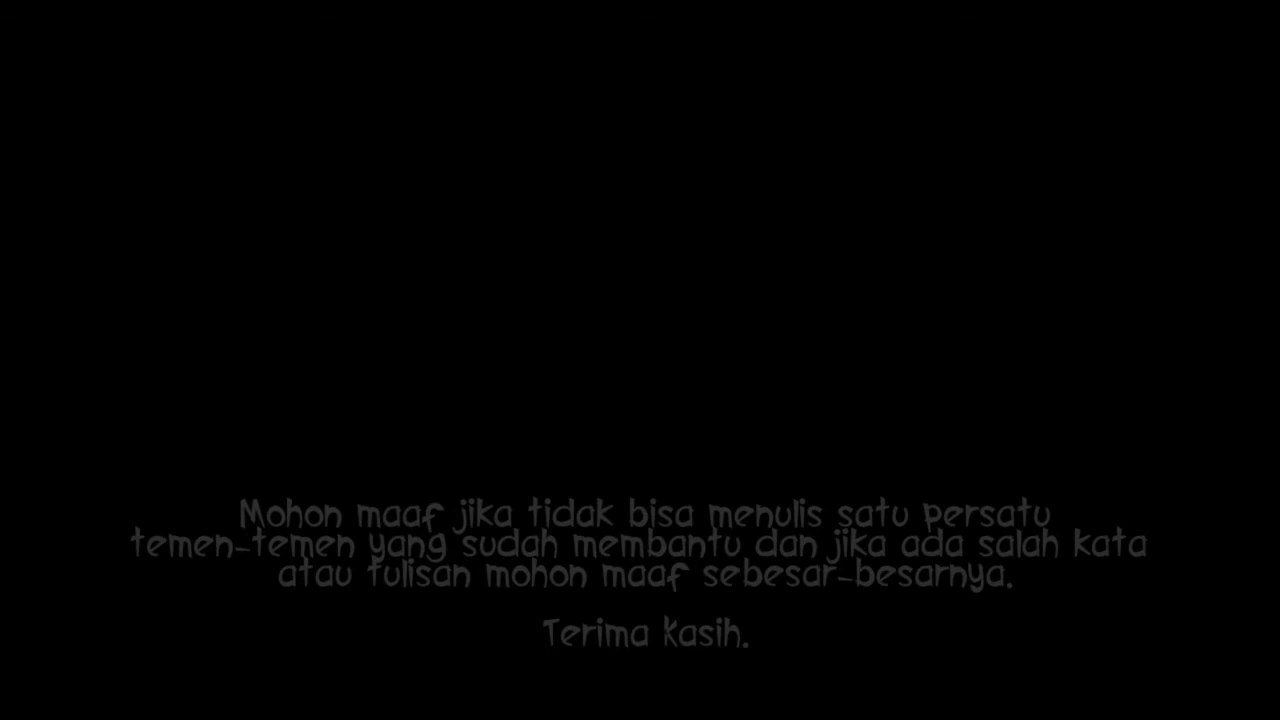 Mohon maaf jika tidak bisa menulis satu persatu
temen-temen yang sudah membantu dan jika ada salah kata
atau tulisan mohon maaf sebesar-besarnya.
Terima kasih.